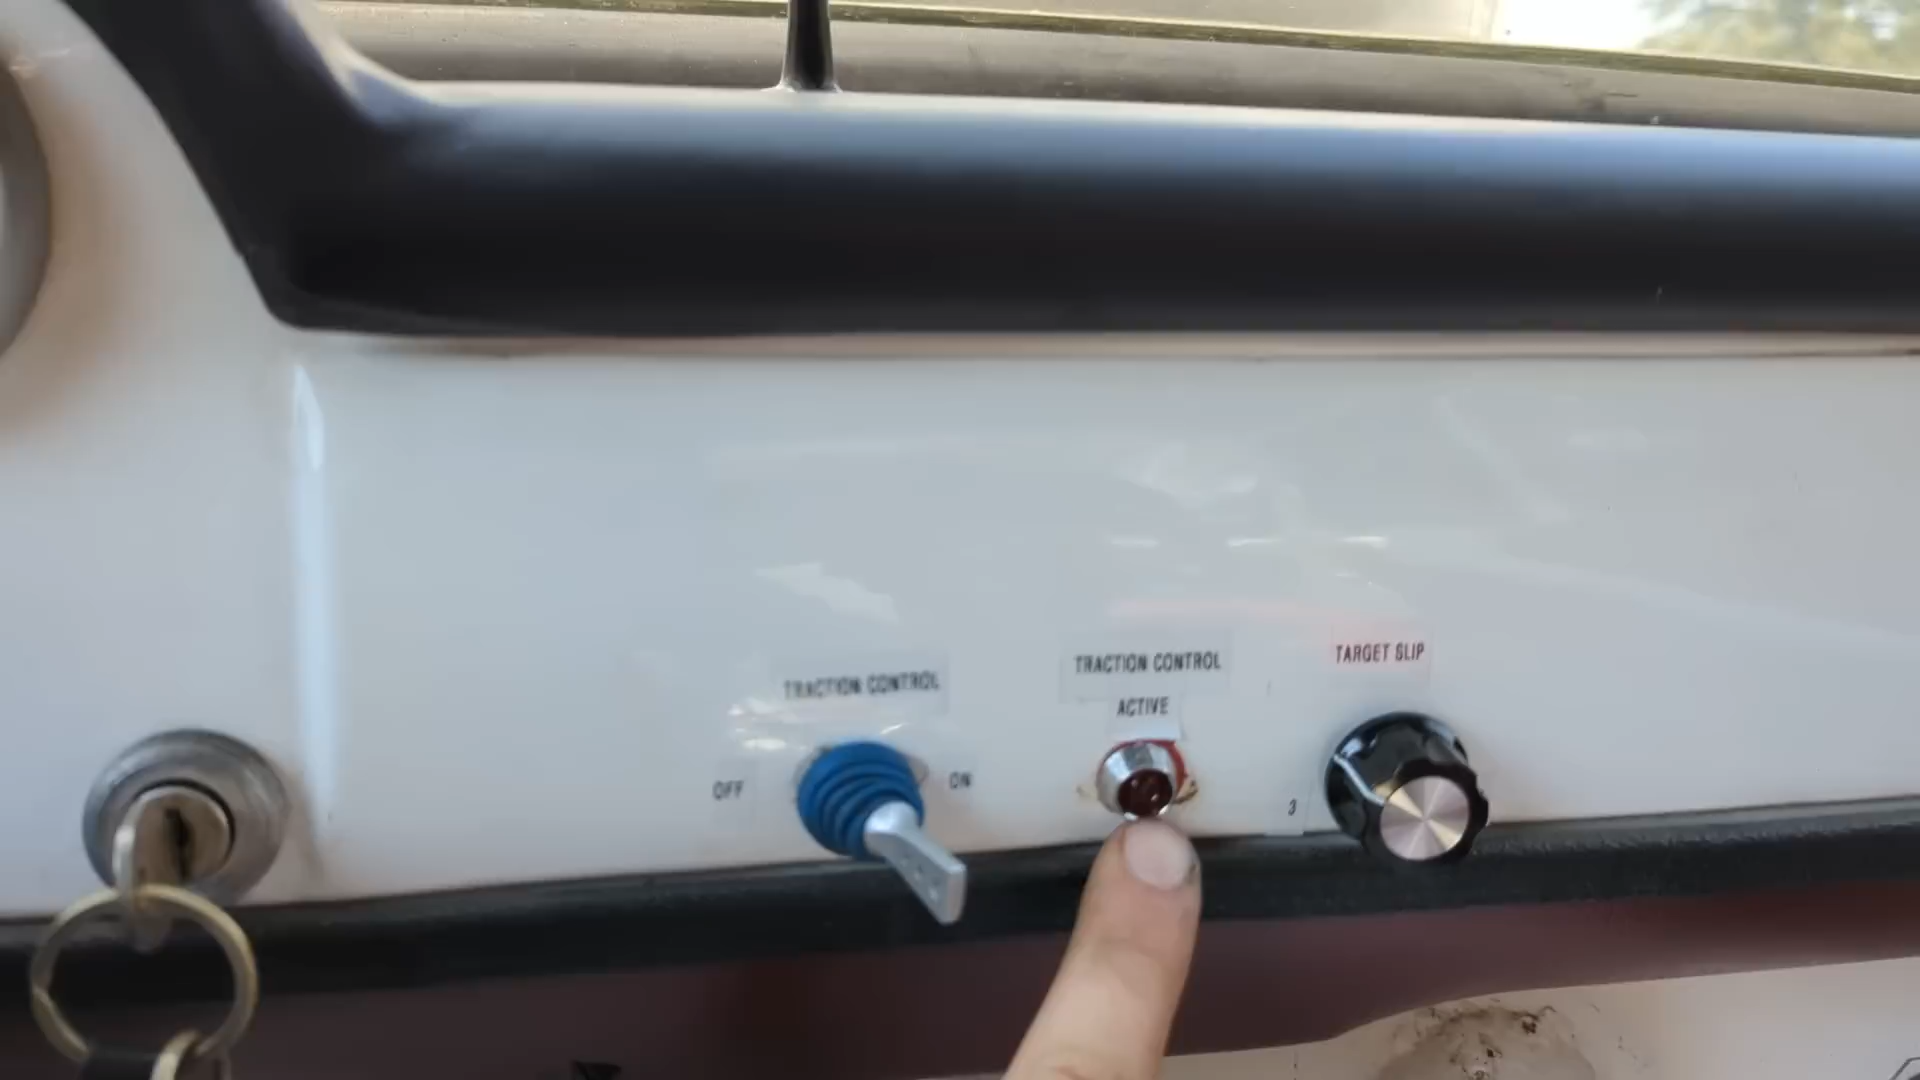 TRACTION CONTROL
OFF
ON
TRACTION CONTROL
ACTIVE
TARGET SLIP
3